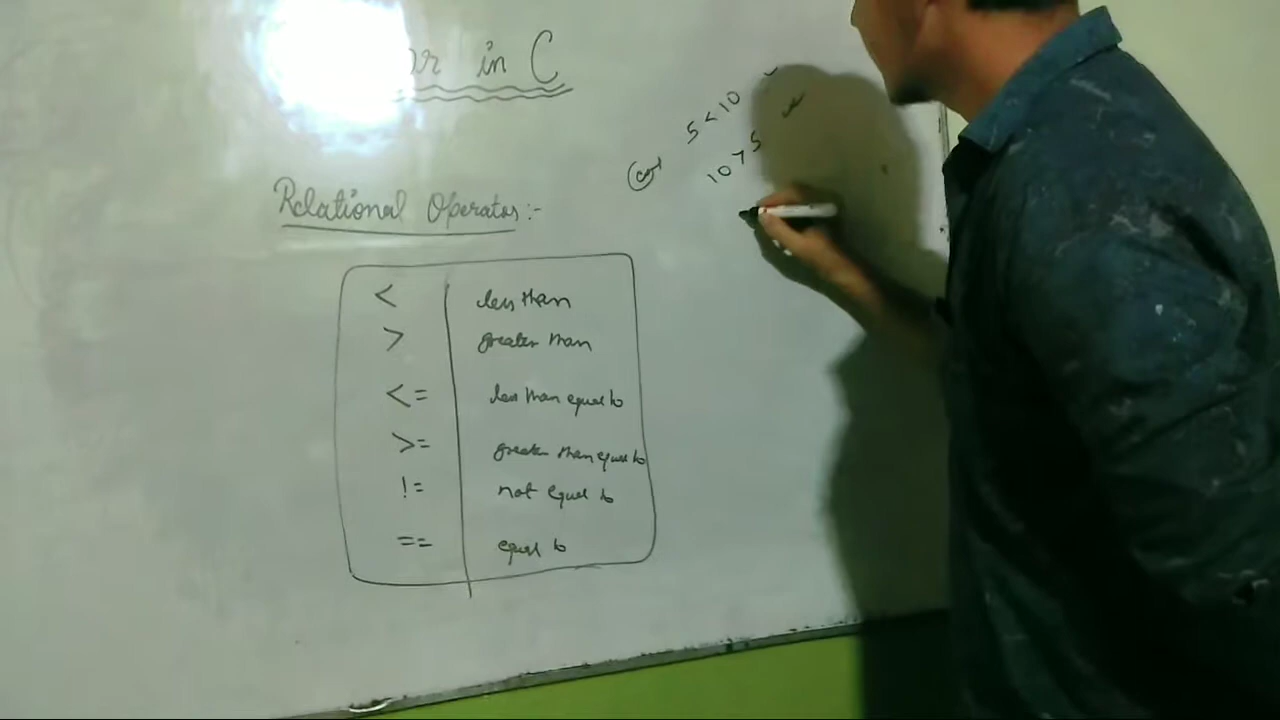 in C
Relational Operators:-
< less than
> greater than
<= less than equal to
>= greater than equal to
!= not equal to
== equal to
5 < 10
10 > 5